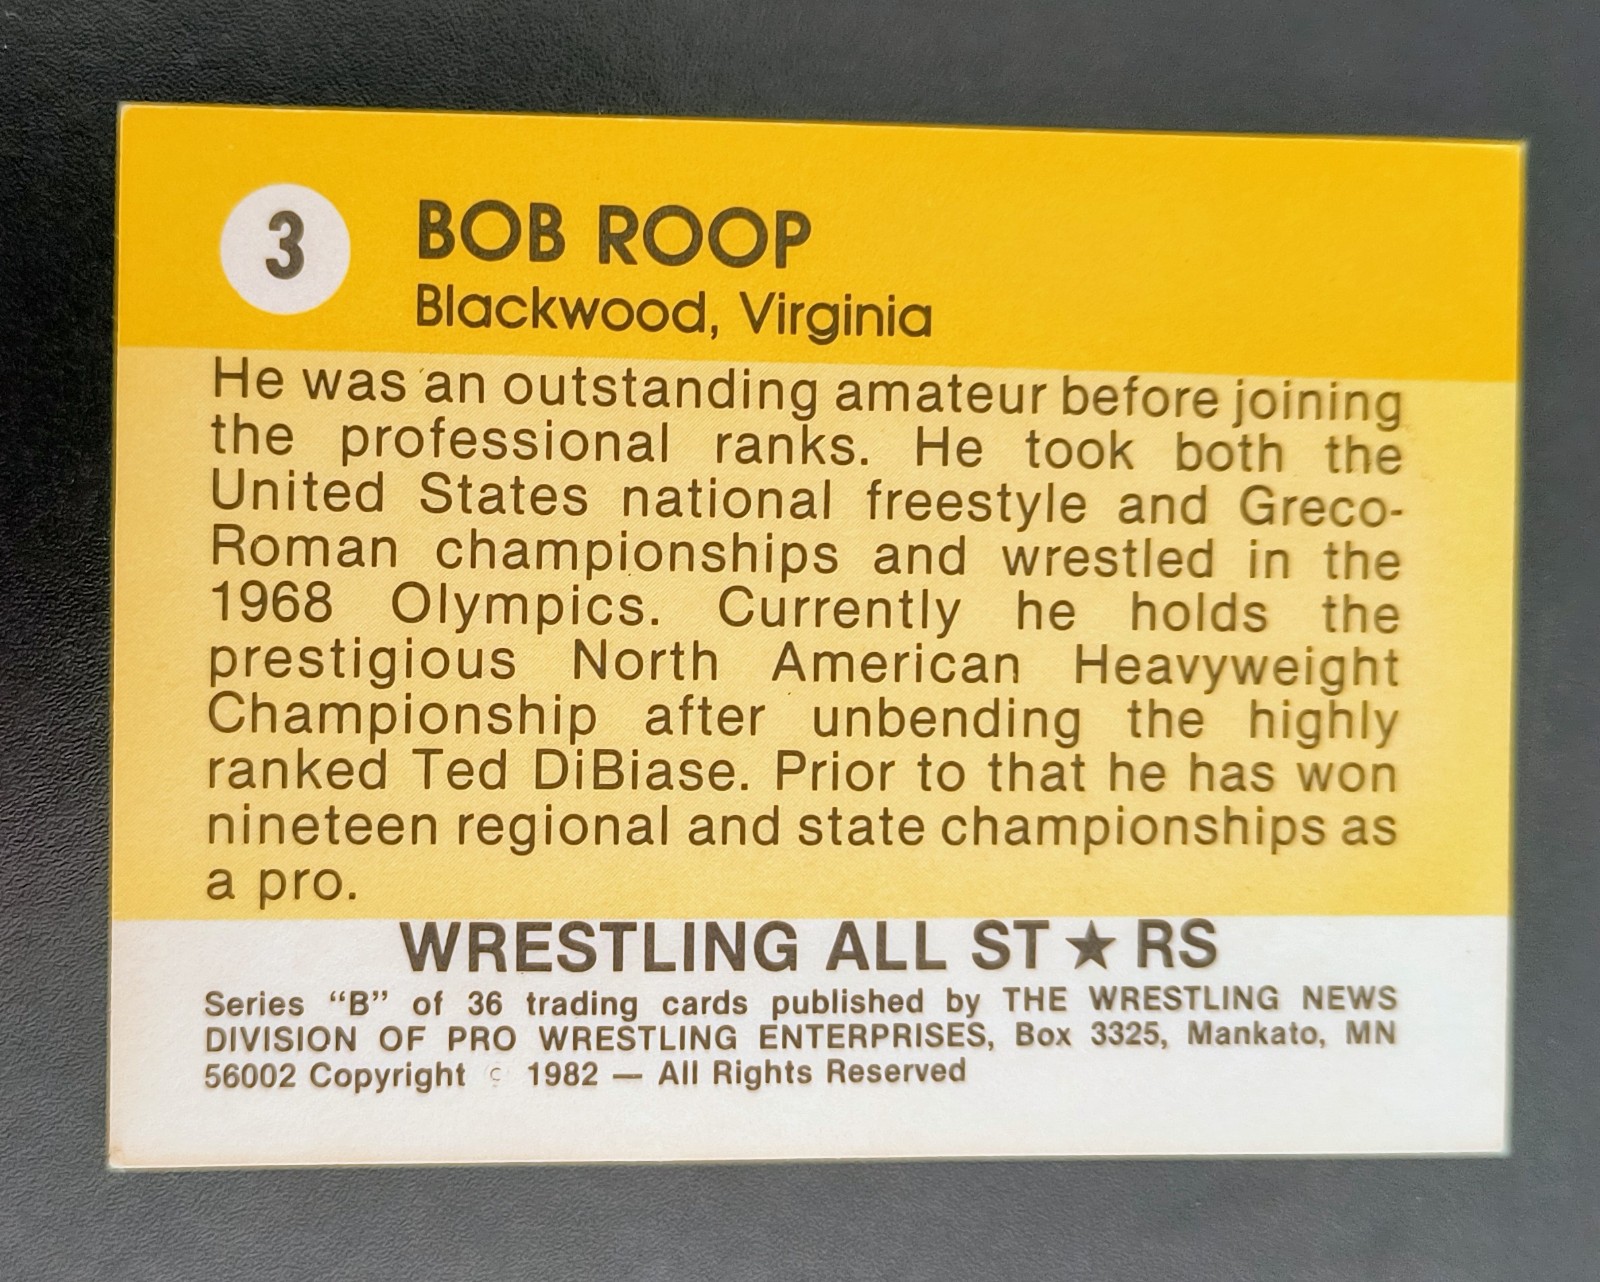 3
BOB ROOP
Blackwood, Virginia
He was an outstanding amateur before joining
the professional ranks. He took both the
United States national freestyle and Greco-
Roman championships and wrestled in the
1968 Olympics. Currently he holds the
prestigious North American Heavyweight
Championship after unbending the highly
ranked Ted DiBiase. Prior to that he has won
nineteen regional and state championships as
a pro.
WRESTLING ALL ST★RS
Series “B” of 36 trading cards published by THE WRESTLING NEWS
DIVISION OF PRO WRESTLING ENTERPRISES, Box 3325, Mankato, MN
56002 Copyright © 1982 — All Rights Reserved